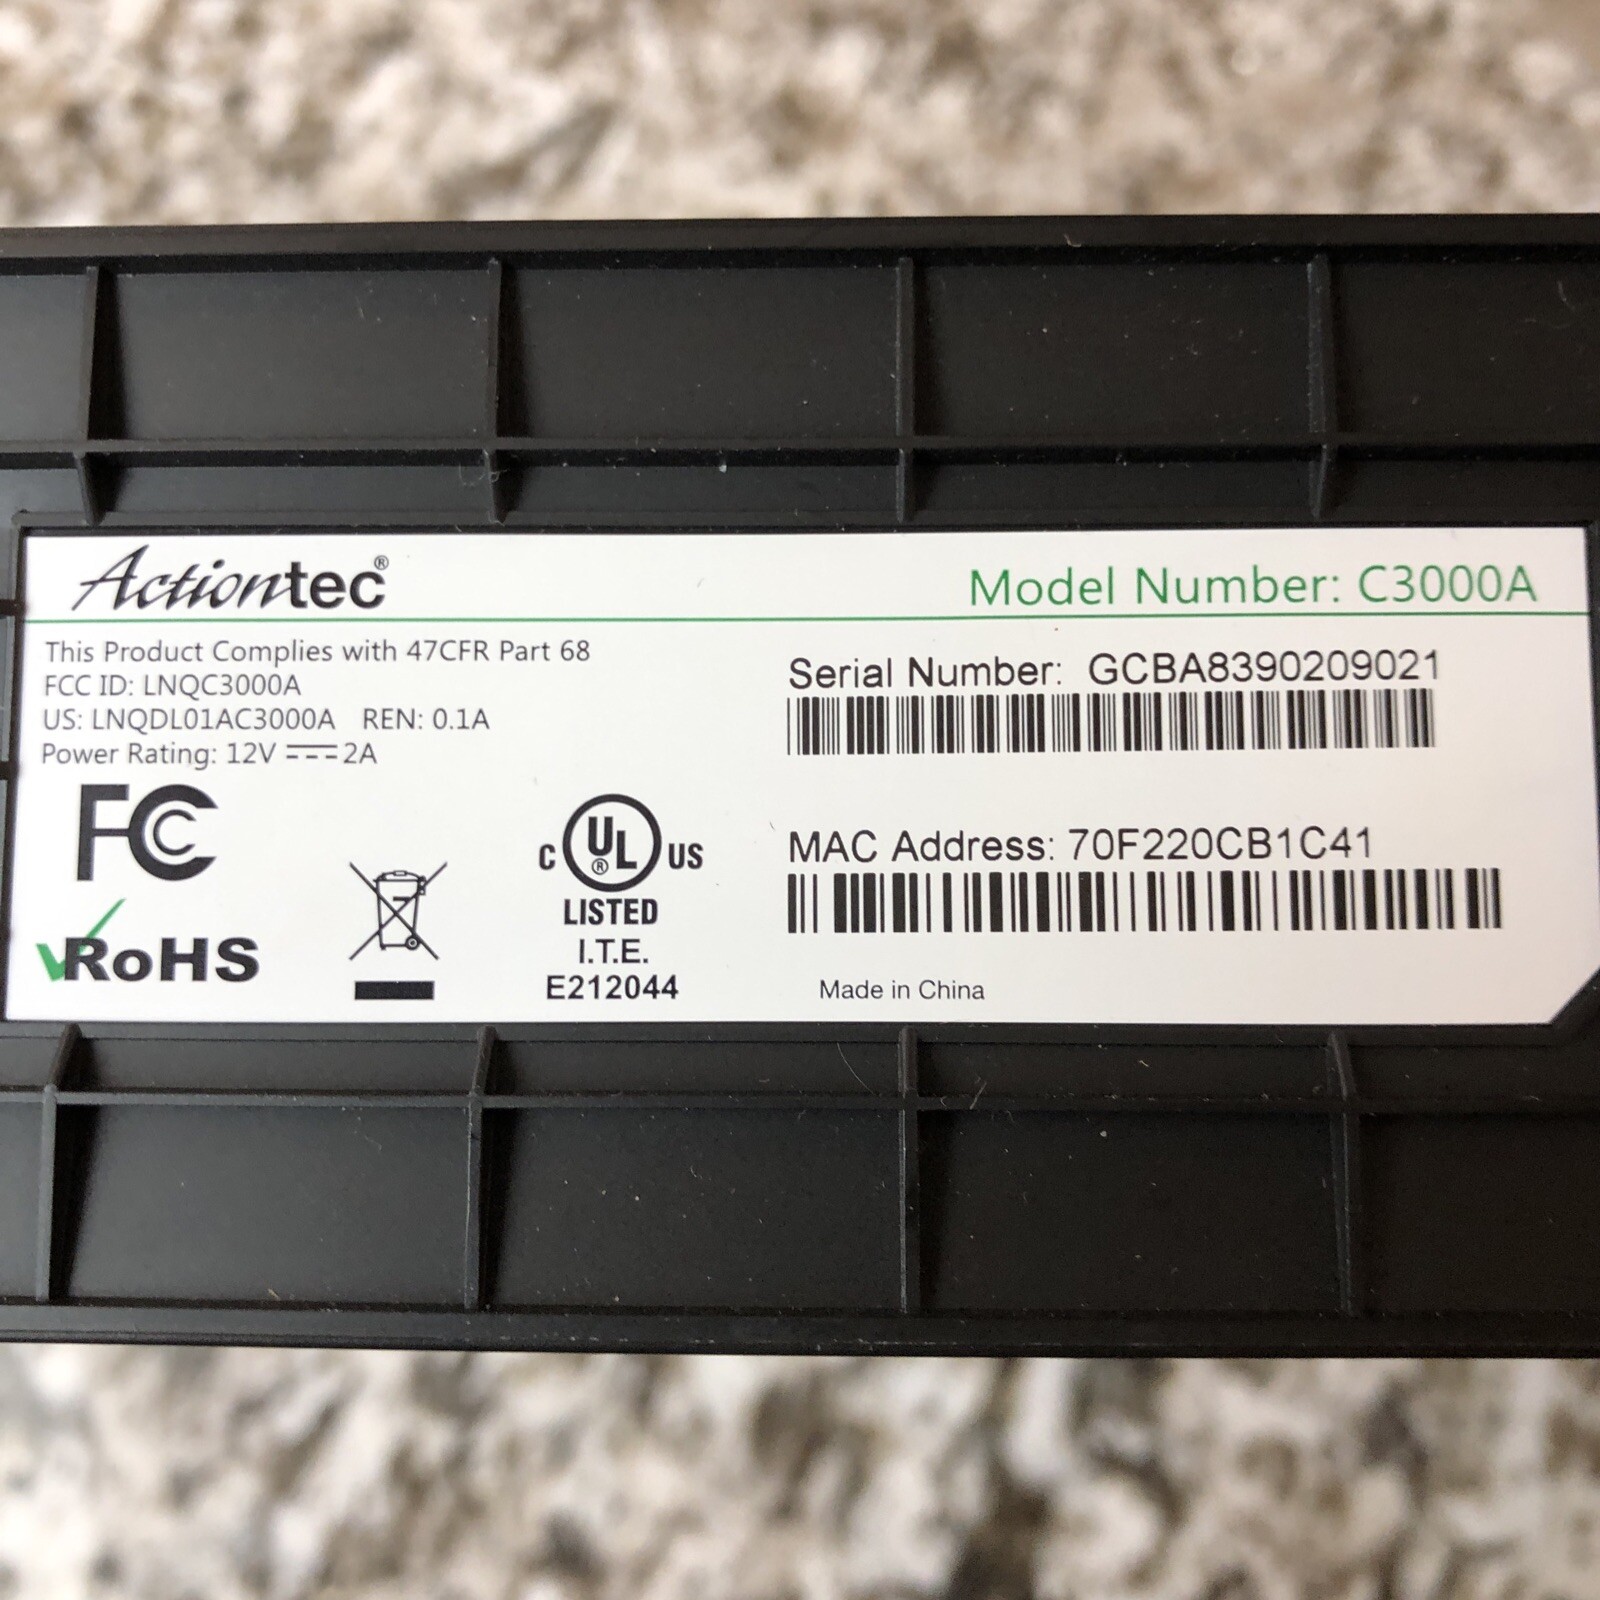 Actiontec®
Model Number: C3000A
This Product Complies with 47CFR Part 68
FCC ID: LNQC3000A
US: LNQDL01AC3000A REN: 0.1A
Power Rating: 12V ⎓ 2A
Serial Number: GCBA8390209021
MAC Address: 70F220CB1C41
FC
RoHS
C UL® US
LISTED
I.T.E.
E212044
Made in China